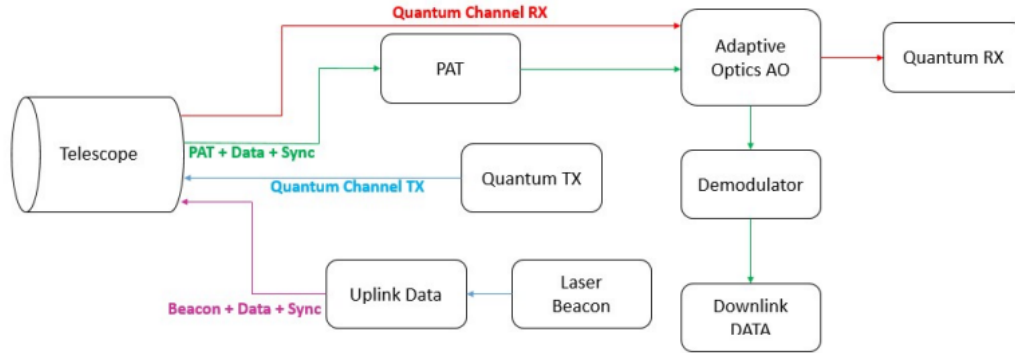 Quantum Channel RX
PAT
Adaptive
Optics AO
Quantum RX
Telescope
PAT + Data + Sync
Quantum Channel TX
Quantum TX
Demodulator
Beacon + Data + Sync
Uplink Data
Laser
Beacon
Downlink
DATA